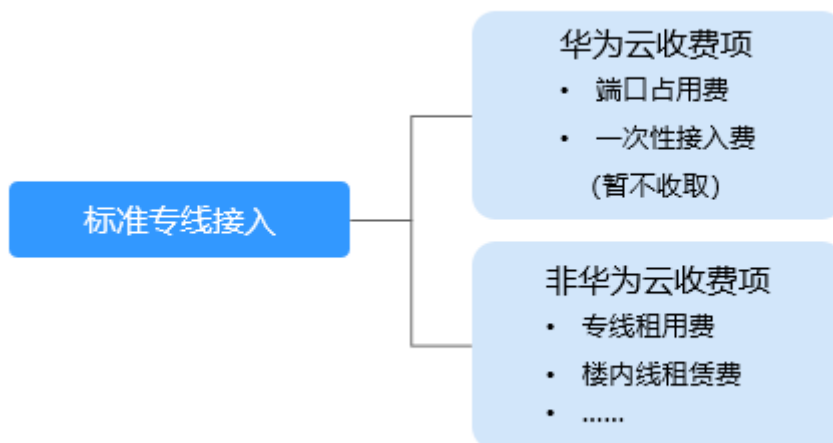 标准专线接入
华为云收费项
• 端口占用费
• 一次性接入费
(暂不收取)
非华为云收费项
• 专线租用费
• 楼内线租赁费
• ......